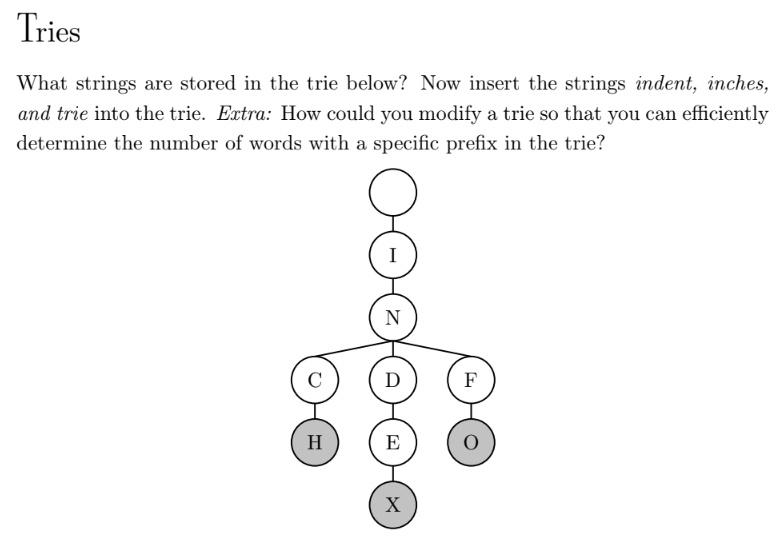 Tries
What strings are stored in the trie below? Now insert the strings indent, inches,
and trie into the trie. Extra: How could you modify a trie so that you can efficiently
determine the number of words with a specific prefix in the trie?
I
N
C D F
H E O
X